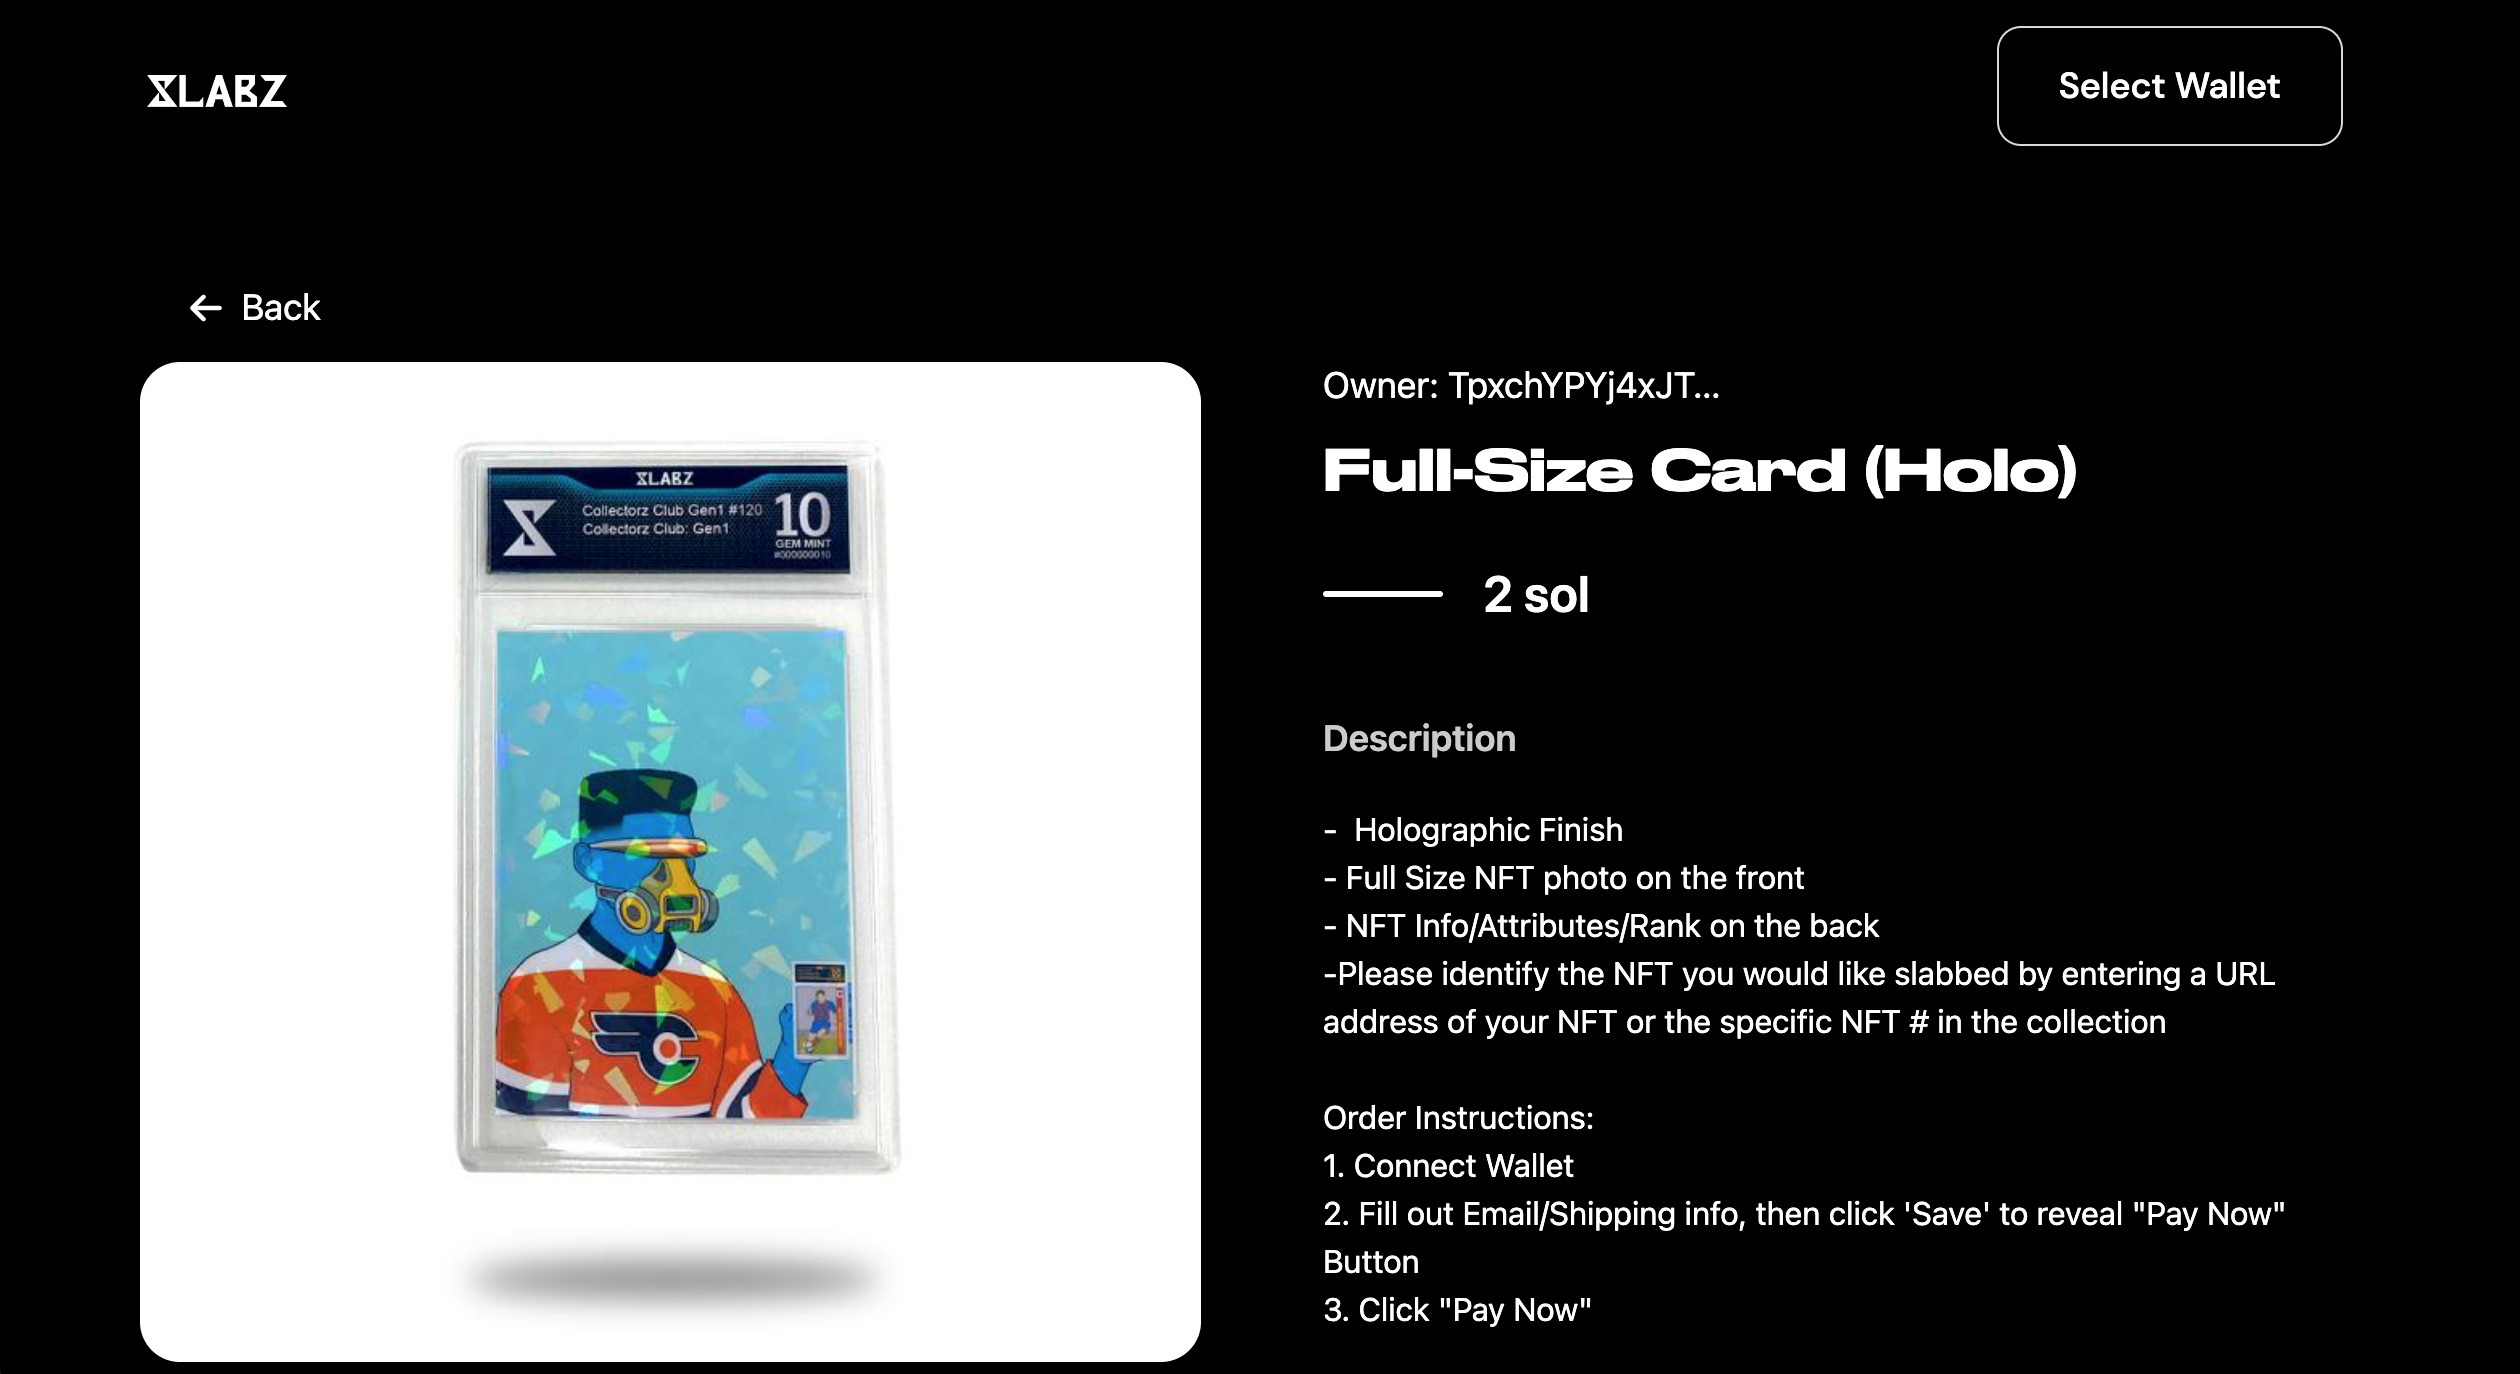 SLABZ
Select Wallet
← Back
SLABZ
Collectorz Club Gen1 #120
Collectorz Club: Gen1
10
GEM MINT
#000000010
Owner: TpxchYPYj4xJT...
Full-Size Card (Holo)
2 sol
Description
-  Holographic Finish
- Full Size NFT photo on the front
- NFT Info/Attributes/Rank on the back
-Please identify the NFT you would like slabbed by entering a URL
address of your NFT or the specific NFT # in the collection
Order Instructions:
1. Connect Wallet
2. Fill out Email/Shipping info, then click 'Save' to reveal "Pay Now"
Button
3. Click "Pay Now"